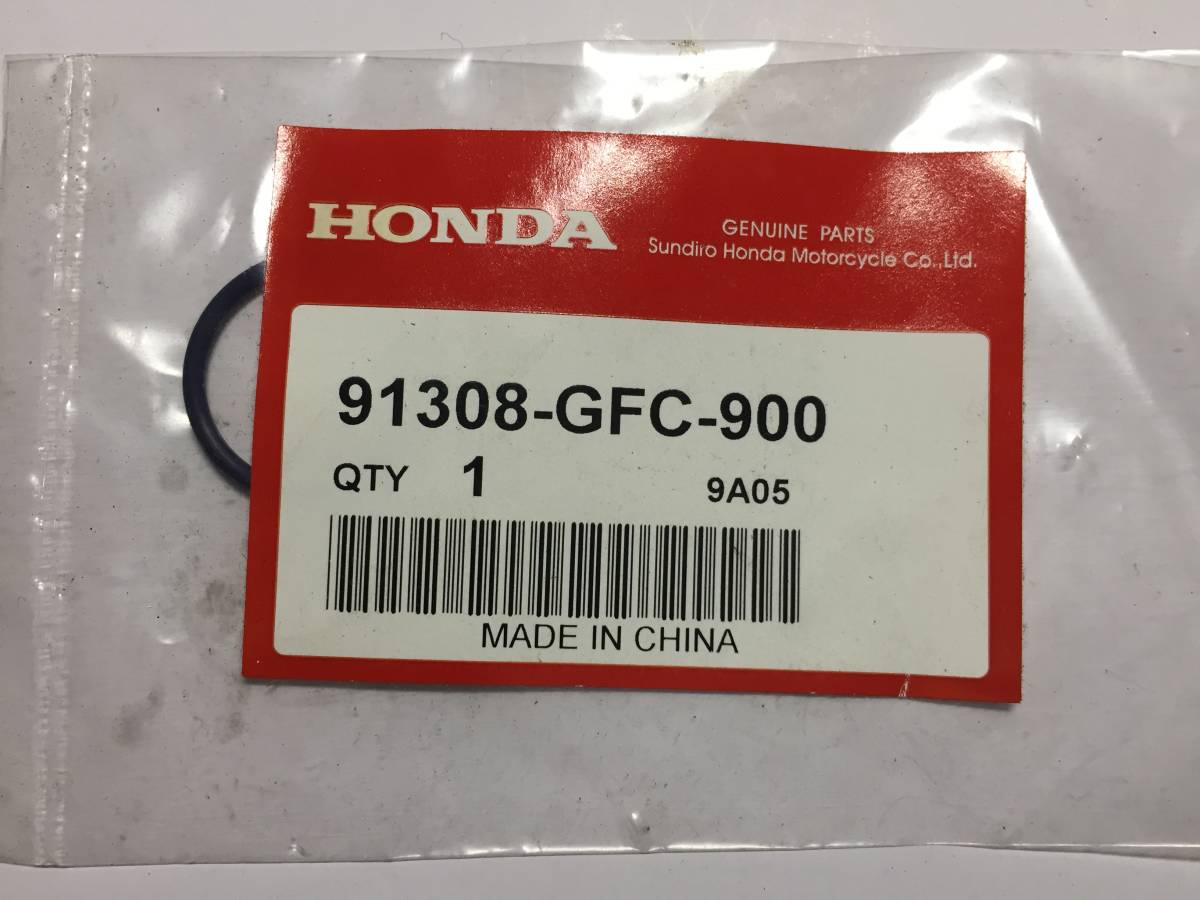 HONDA
GENUINE PARTS
Sundiro Honda Motorcycle Co.,Ltd.
91308-GFC-900
QTY 1 9A05
MADE IN CHINA